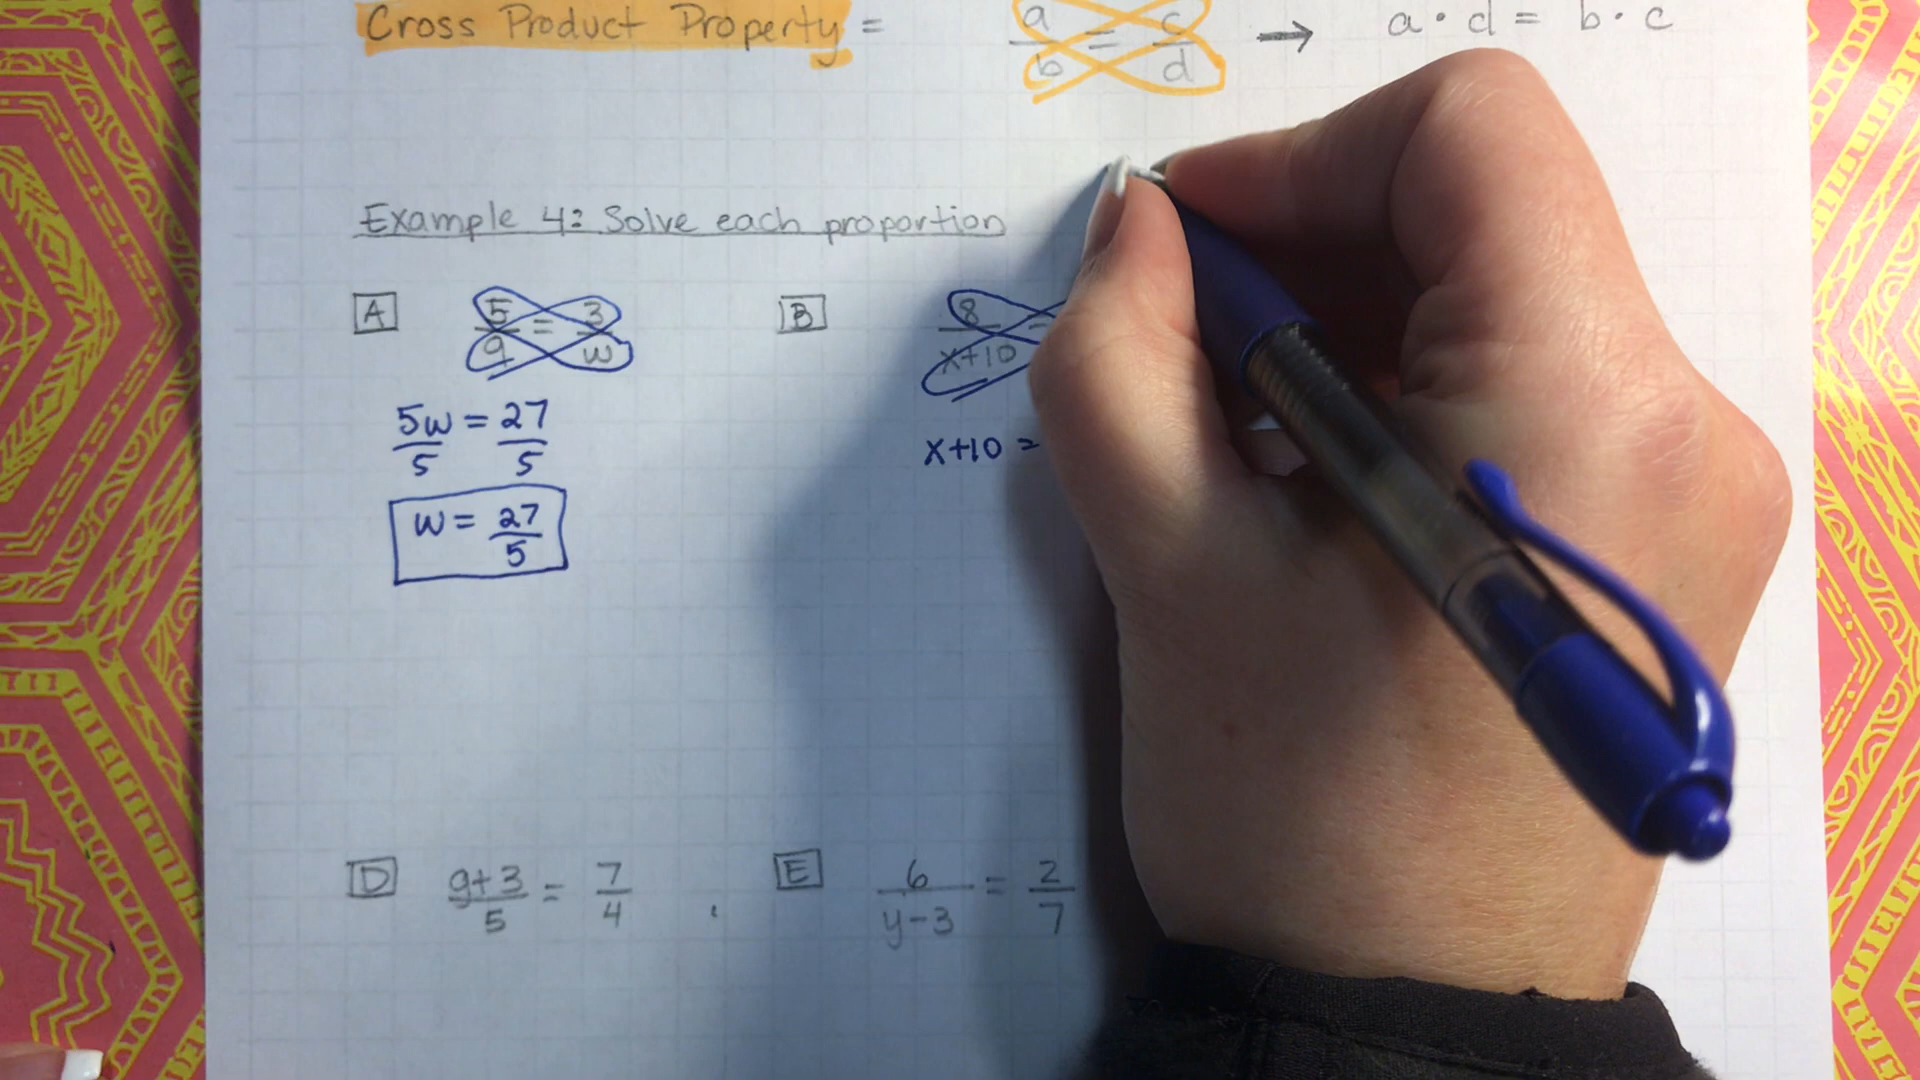 Cross Product Property = a/b = c/d → a · d = b · c
Example 4: Solve each proportion
A 5/9 = 3/w
5w/5 = 27/5
w = 27/5
B 8/x+10 =
x+10 =
D g+3/5 = 7/4
E 6/y-3 = 2/7